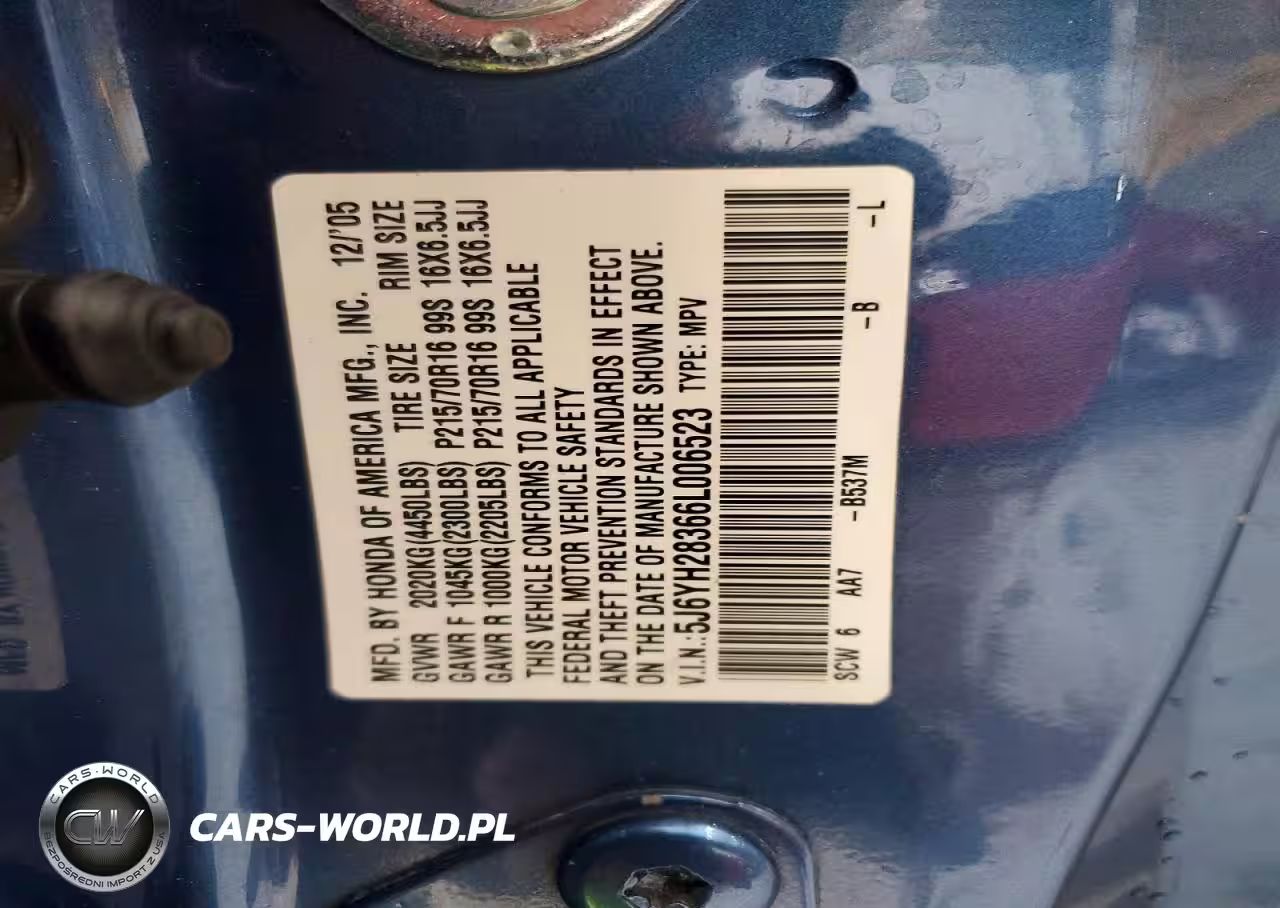 MFD. BY HONDA OF AMERICA MFG., INC. 12/'05
GVWR 2020KG(4450LBS) TIRE SIZE RIM SIZE
GAWR F 1045KG(2300LBS) P215/70R16 99S 16X6.5JJ
GAWR R 1000KG(2205LBS) P215/70R16 99S 16X6.5JJ
THIS VEHICLE CONFORMS TO ALL APPLICABLE
FEDERAL MOTOR VEHICLE SAFETY
AND THEFT PREVENTION STANDARDS IN EFFECT
ON THE DATE OF MANUFACTURE SHOWN ABOVE.
V.I.N.: 5J6YH28366L006523 TYPE: MPV
SCW 6 AA7 -B537M -B -L
CARS-WORLD
CW
BEZPOŚREDNI IMPORT Z USA
CARS-WORLD.PL